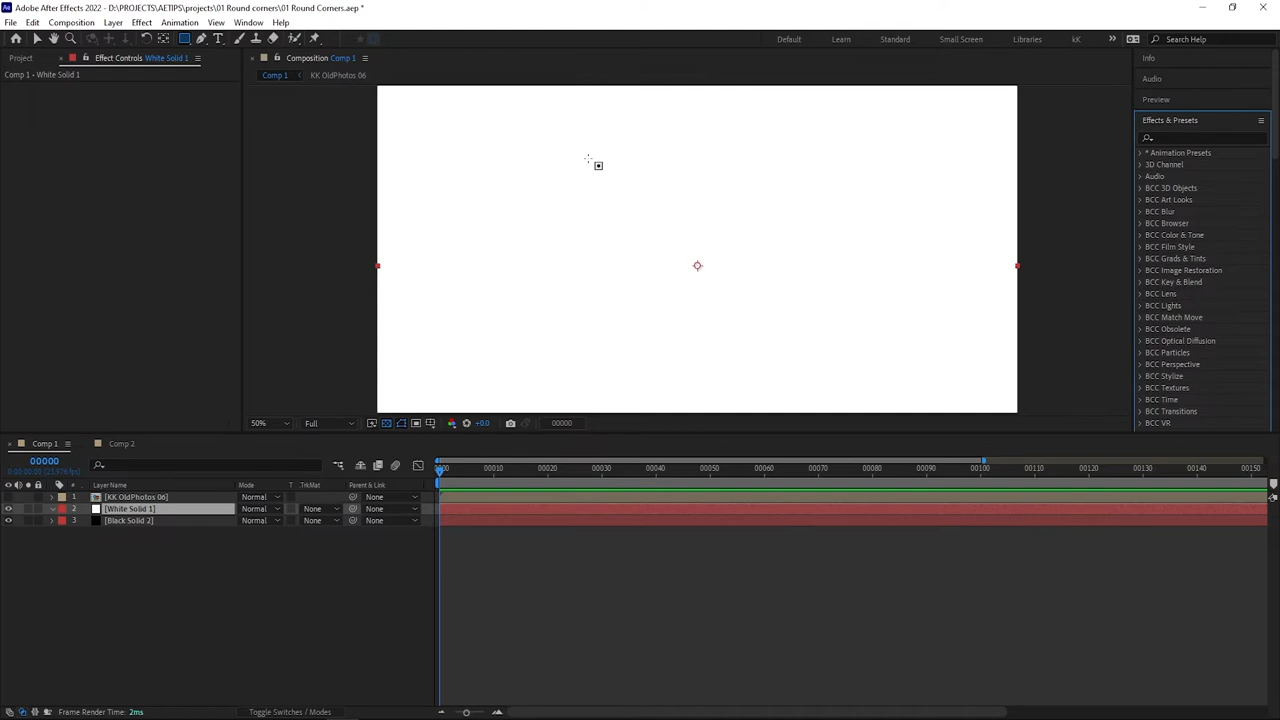 Adobe After Effects 2022 - D:\PROJECTS\AETIPS\projects\01 Round corners\01 Round Corners.aep *
File Edit Composition Layer Effect Animation View Window Help
Default Learn Standard Small Screen Libraries kK Search Help
Project Effect Controls White Solid 1
Comp 1 • White Solid 1
Composition Comp 1
Comp 1 KK OldPhotos 06
Info
Audio
Preview
Effects & Presets
* Animation Presets
3D Channel
Audio
BCC 3D Objects
BCC Art Looks
BCC Blur
BCC Browser
BCC Color & Tone
BCC Film Style
BCC Grads & Tints
BCC Image Restoration
BCC Key & Blend
BCC Lens
BCC Lights
BCC Match Move
BCC Obsolete
BCC Optical Diffusion
BCC Particles
BCC Perspective
BCC Stylize
BCC Textures
BCC Time
BCC Transitions
BCC VR
50% Full +0.0 00000
Comp 1 Comp 2
00000
0:00:00:00 (23.976 fps)
0000 00010 00020 00030 00040 00050 00060 00070 00080 00090 00100 00110 00120 00130 00140 00150
# Layer Name Mode T .TrkMat Parent & Link
1 [KK OldPhotos 06] Normal None
2 [White Solid 1] Normal None None
3 [Black Solid 2] Normal None None
Frame Render Time: 2ms Toggle Switches / Modes